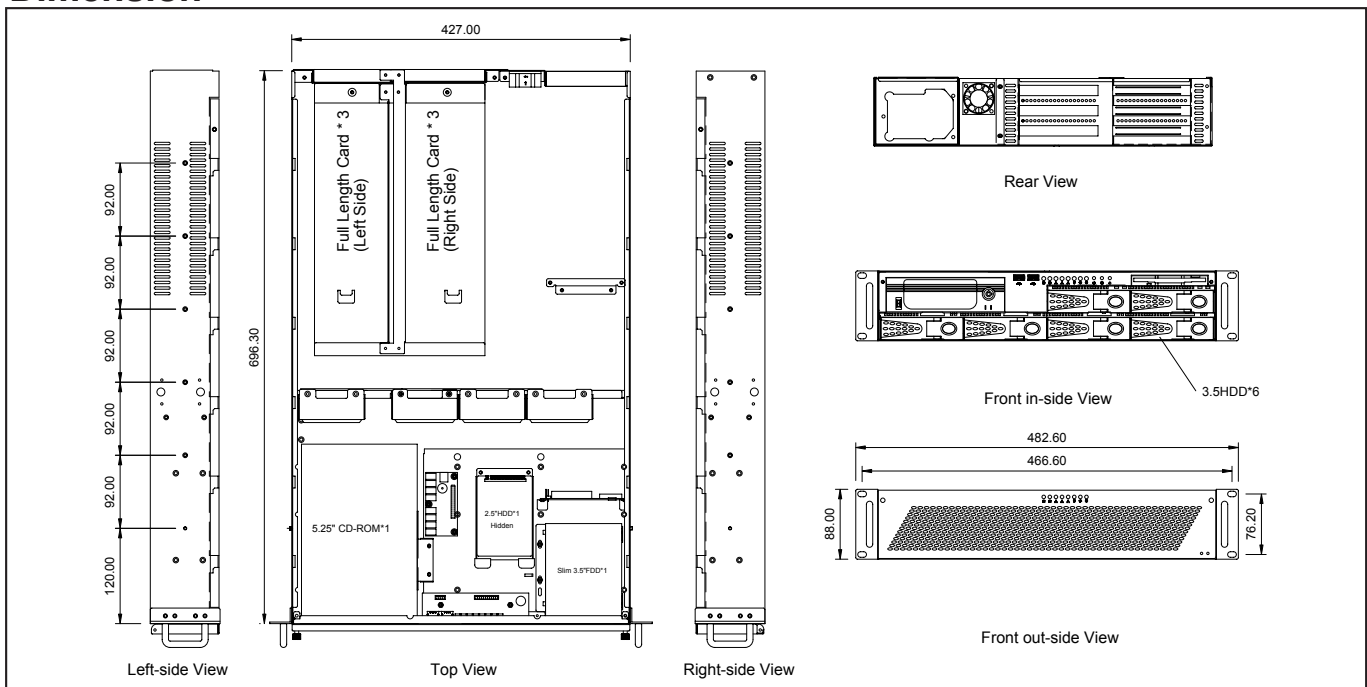 Dimension
427.00
696.30
92.00
92.00
92.00
92.00
92.00
120.00
Full Length Card * 3
(Left Side)
Full Length Card * 3
(Right Side)
5.25" CD-ROM*1
2.5"HDD*1
Hidden
Slim 3.5"FDD*1
Left-side View
Top View
Right-side View
Rear View
3.5HDD*6
Front in-side View
482.60
466.60
88.00
76.20
Front out-side View